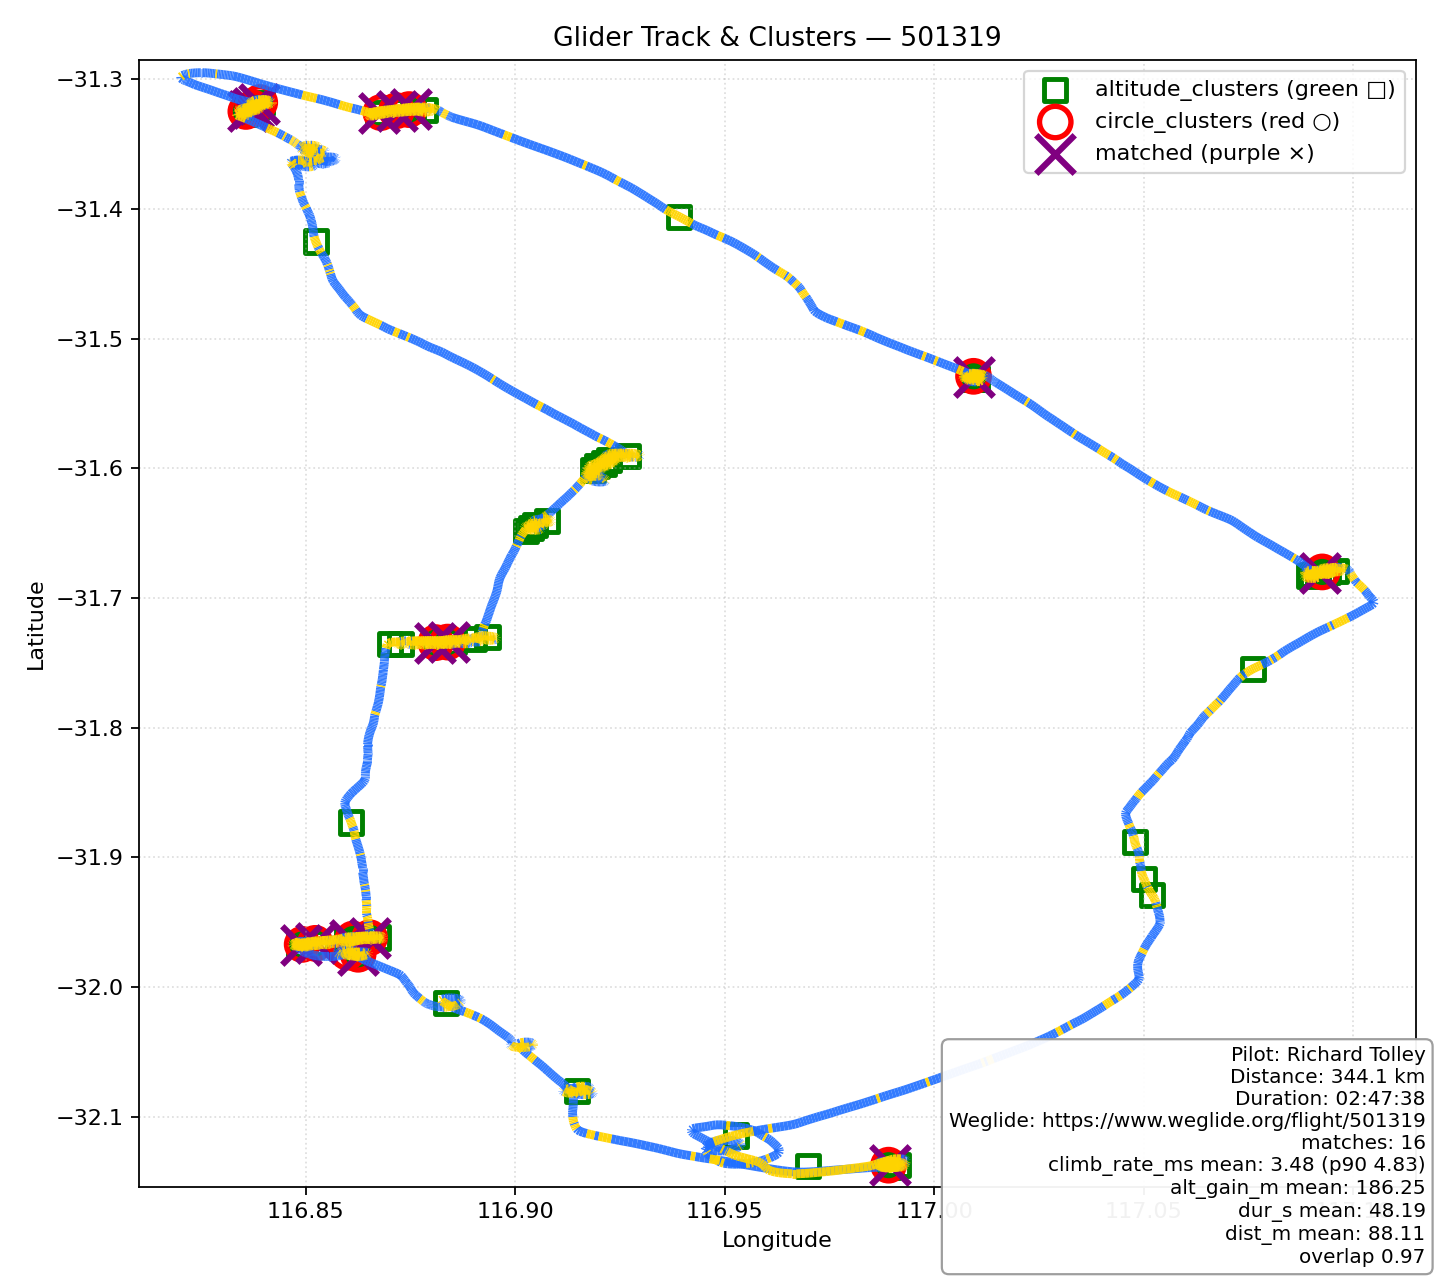 Glider Track & Clusters — 501319
altitude_clusters (green □)
circle_clusters (red ○)
matched (purple ×)
Latitude
−31.3
−31.4
−31.5
−31.6
−31.7
−31.8
−31.9
−32.0
−32.1
116.85
116.90
116.95
117.00
117.05
Longitude
Pilot: Richard Tolley
Distance: 344.1 km
Duration: 02:47:38
Weglide: https://www.weglide.org/flight/501319
matches: 16
climb_rate_ms mean: 3.48 (p90 4.83)
alt_gain_m mean: 186.25
dur_s mean: 48.19
dist_m mean: 88.11
overlap 0.97